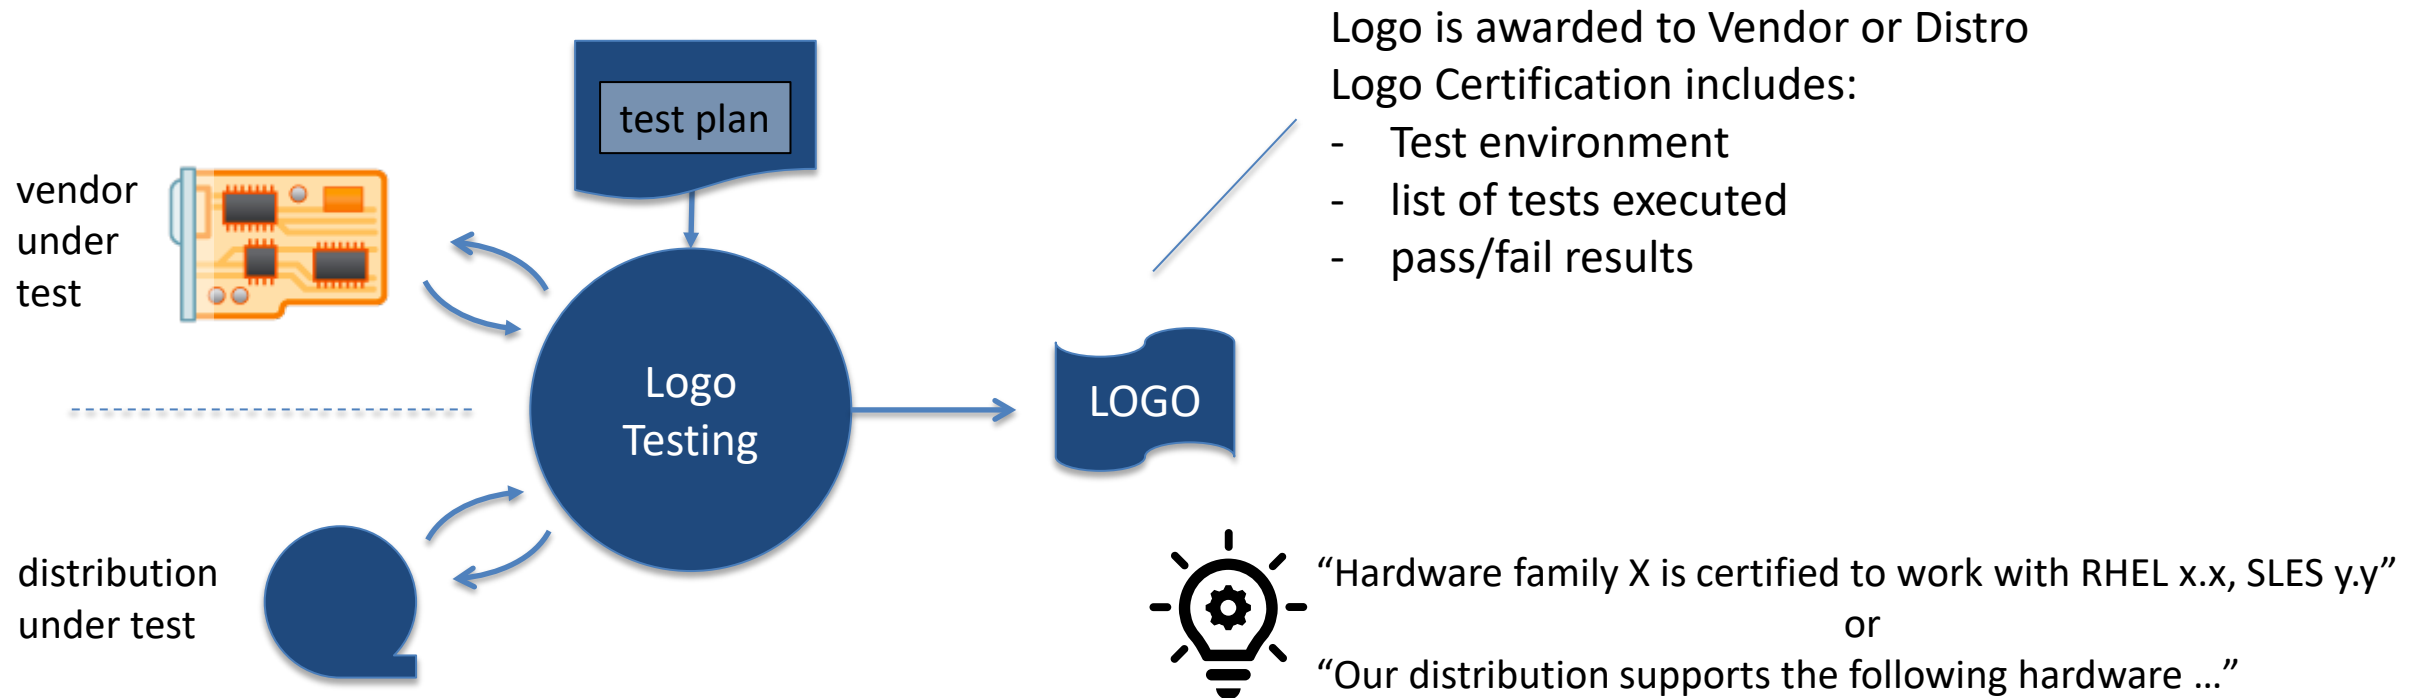 Logo is awarded to Vendor or Distro
Logo Certification includes:
- Test environment
- list of tests executed
- pass/fail results
test plan
vendor
under
test
Logo
Testing
LOGO
distribution
under test
“Hardware family X is certified to work with RHEL x.x, SLES y.y”
or
“Our distribution supports the following hardware …”